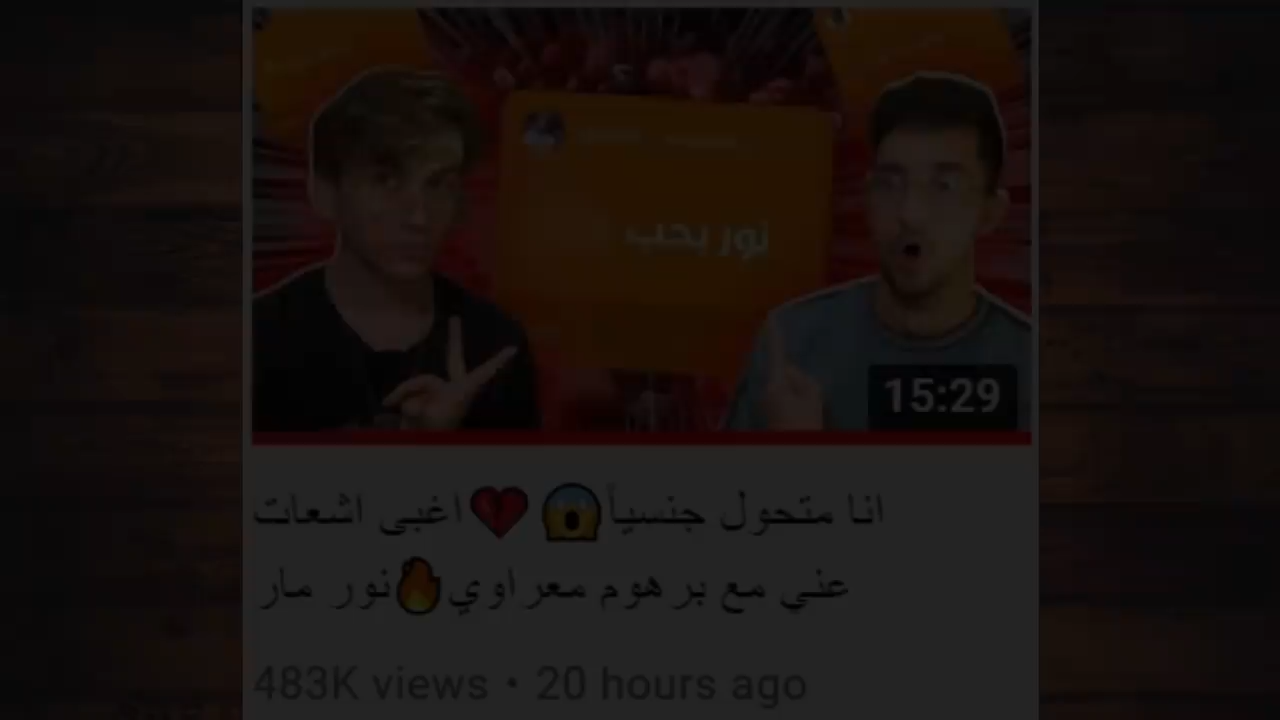 نور بحب
15:29
انا متحول جنسياً😱💔اغبى اشعات
عني مع برهوم معراوي🔥نور مار
483K views • 20 hours ago